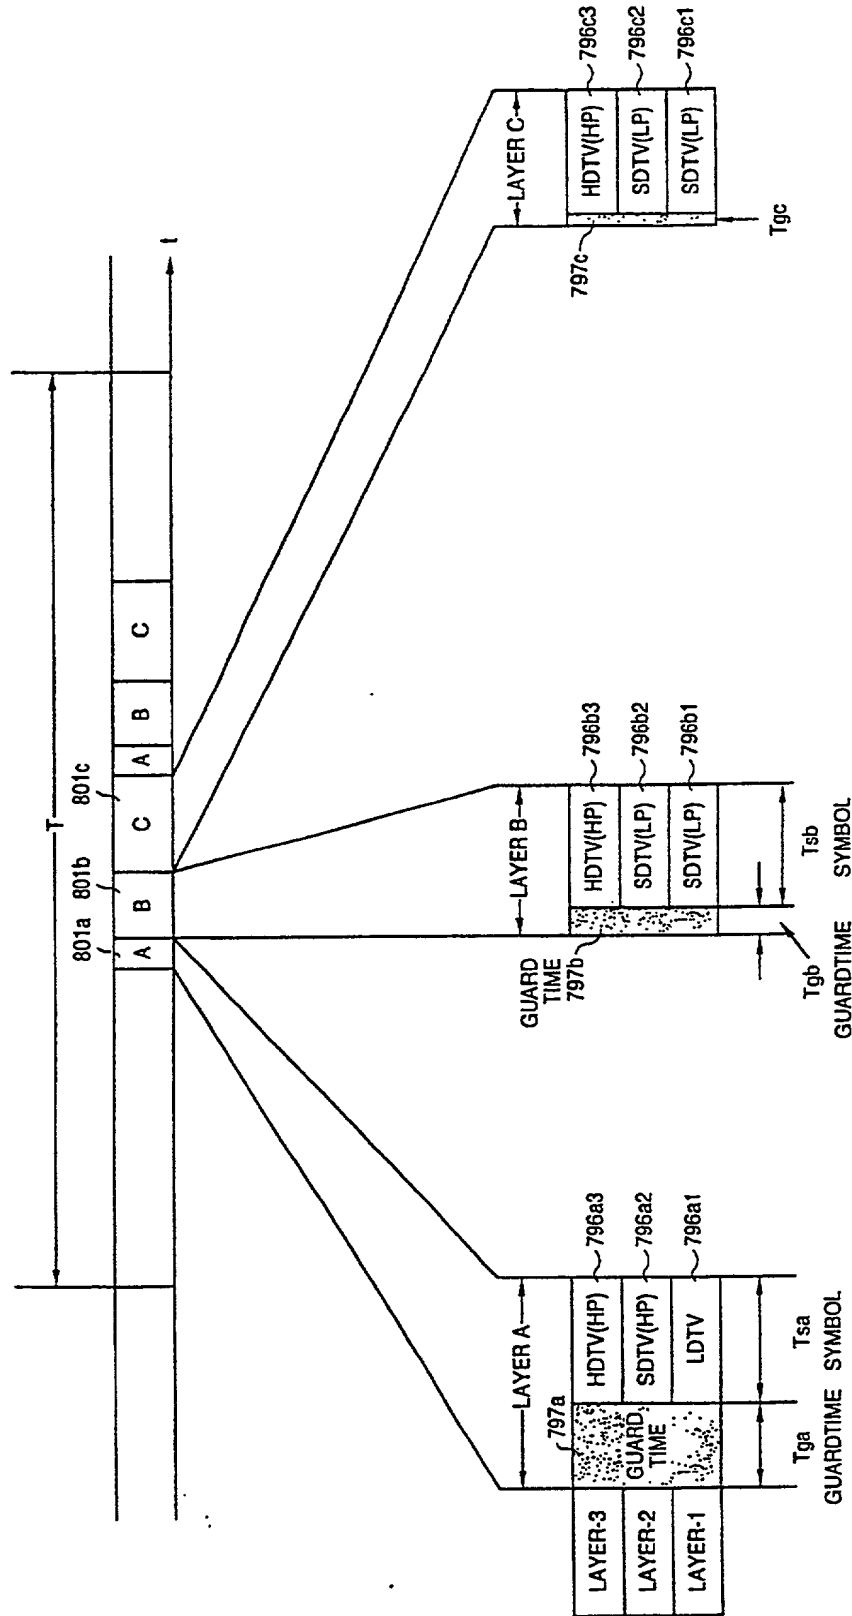 T
t
801a
801b
801c
A
B
C
A
B
C
LAYER A
LAYER B
LAYER C
797a
GUARD
TIME
HDTV(HP)
SDTV(HP)
LDTV
796a3
796a2
796a1
LAYER-3
LAYER-2
LAYER-1
Tga
GUARDTIME
Tsa
SYMBOL
GUARD
TIME
797b
HDTV(HP)
SDTV(LP)
SDTV(LP)
796b3
796b2
796b1
Tgb
GUARDTIME
Tsb
SYMBOL
797c
HDTV(HP)
SDTV(LP)
SDTV(LP)
796c3
796c2
796c1
Tgc